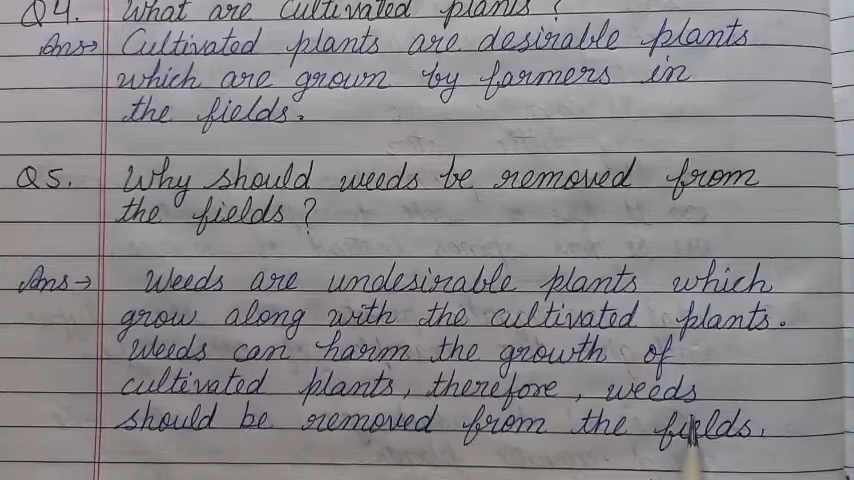 Q4. What are cultivated plants?
Ans→ Cultivated plants are desirable plants
which are grown by farmers in
the fields.
Q5. Why should weeds be removed from
the fields?
Ans→ Weeds are undesirable plants which
grow along with the cultivated plants.
Weeds can harm the growth of
cultivated plants, therefore, weeds
should be removed from the fields.